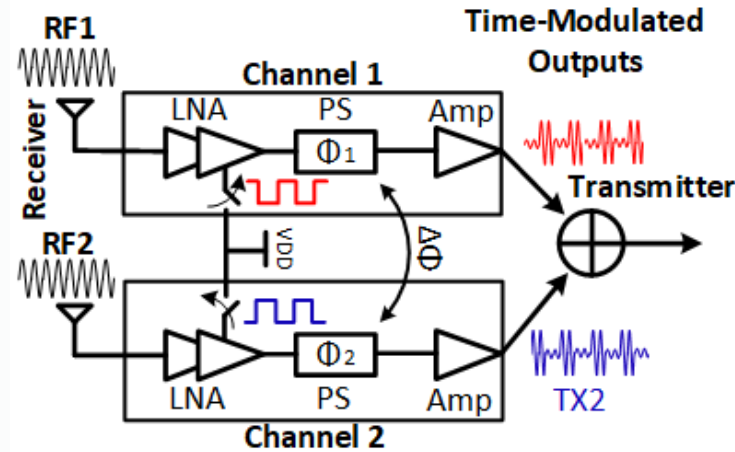 RF1
Time-Modulated
Outputs
Channel 1
LNA
PS
Amp
Φ1
Receiver
Transmitter
RF2
VDD
ΔΦ
Φ2
LNA
PS
Amp
TX2
Channel 2